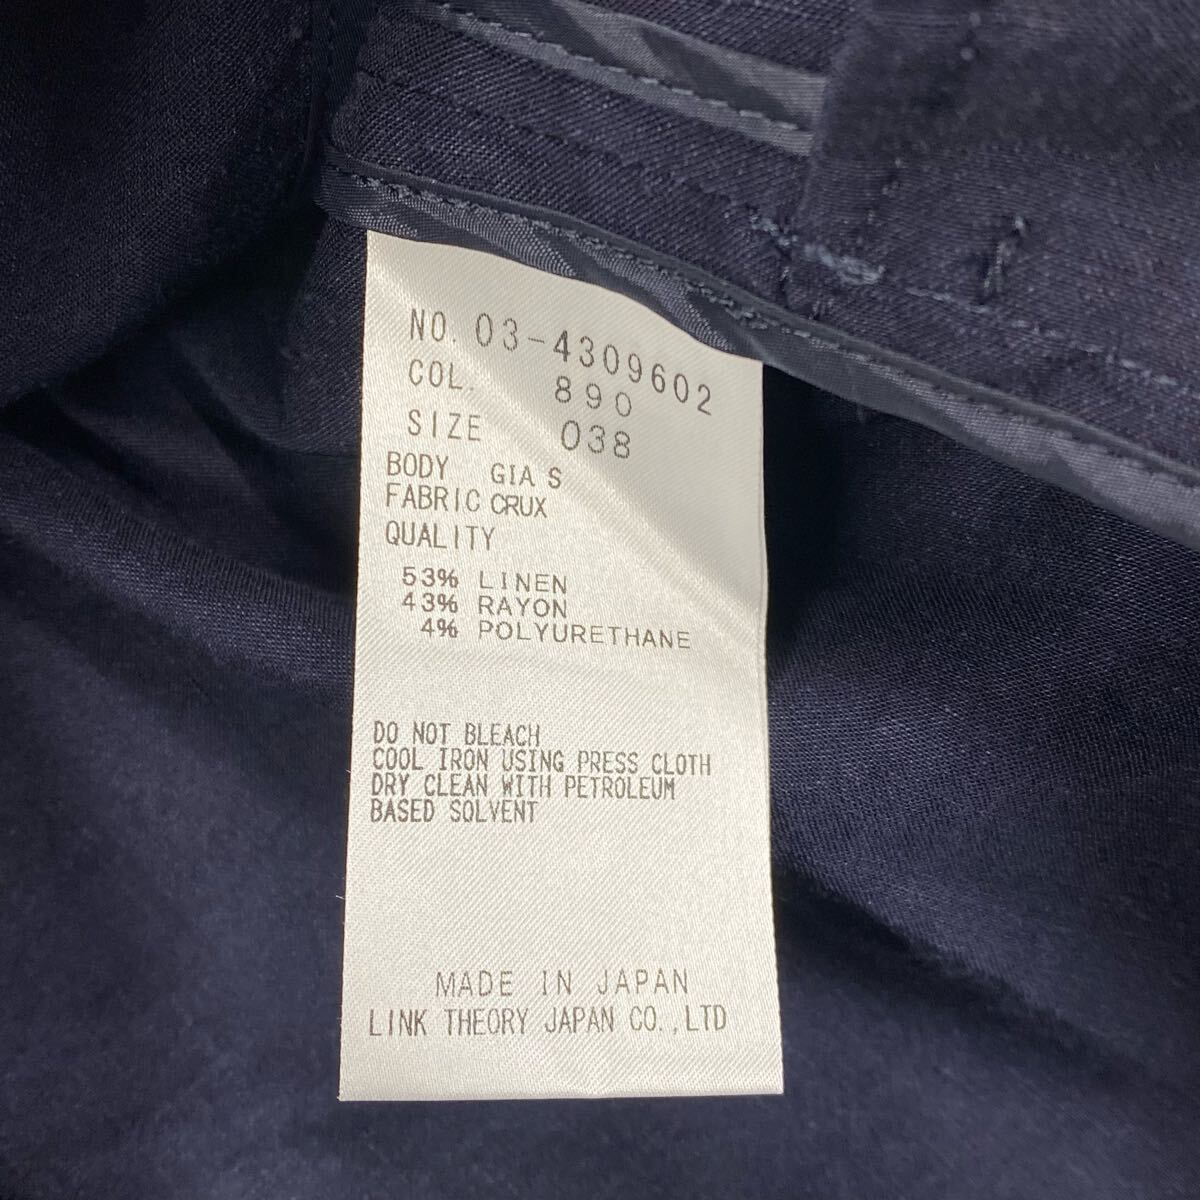 NO. 03-4309602
COL. 890
SIZE 038
BODY GIA S
FABRIC CRUX
QUALITY
53% LINEN
43% RAYON
4% POLYURETHANE
DO NOT BLEACH
COOL IRON USING PRESS CLOTH
DRY CLEAN WITH PETROLEUM
BASED SOLVENT
MADE IN JAPAN
LINK THEORY JAPAN CO.,LTD